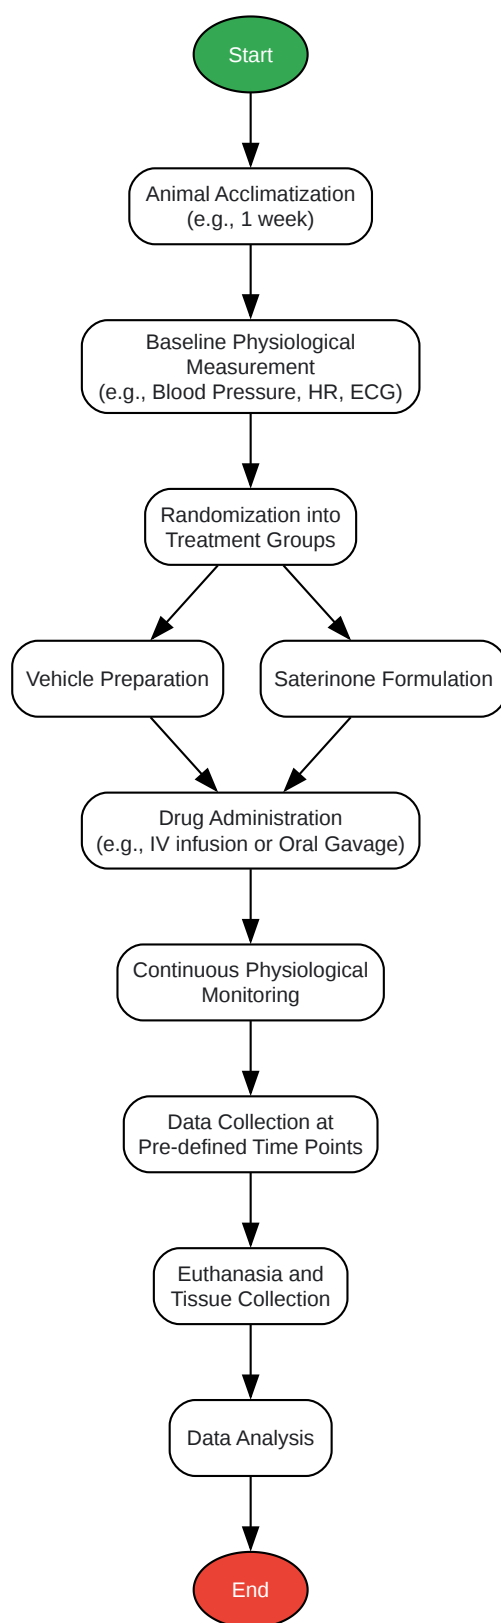 Start
Animal Acclimatization
(e.g., 1 week)
Baseline Physiological
Measurement
(e.g., Blood Pressure, HR, ECG)
Randomization into
Treatment Groups
Vehicle Preparation
Saterinone Formulation
Drug Administration
(e.g., IV infusion or Oral Gavage)
Continuous Physiological
Monitoring
Data Collection at
Pre-defined Time Points
Euthanasia and
Tissue Collection
Data Analysis
End